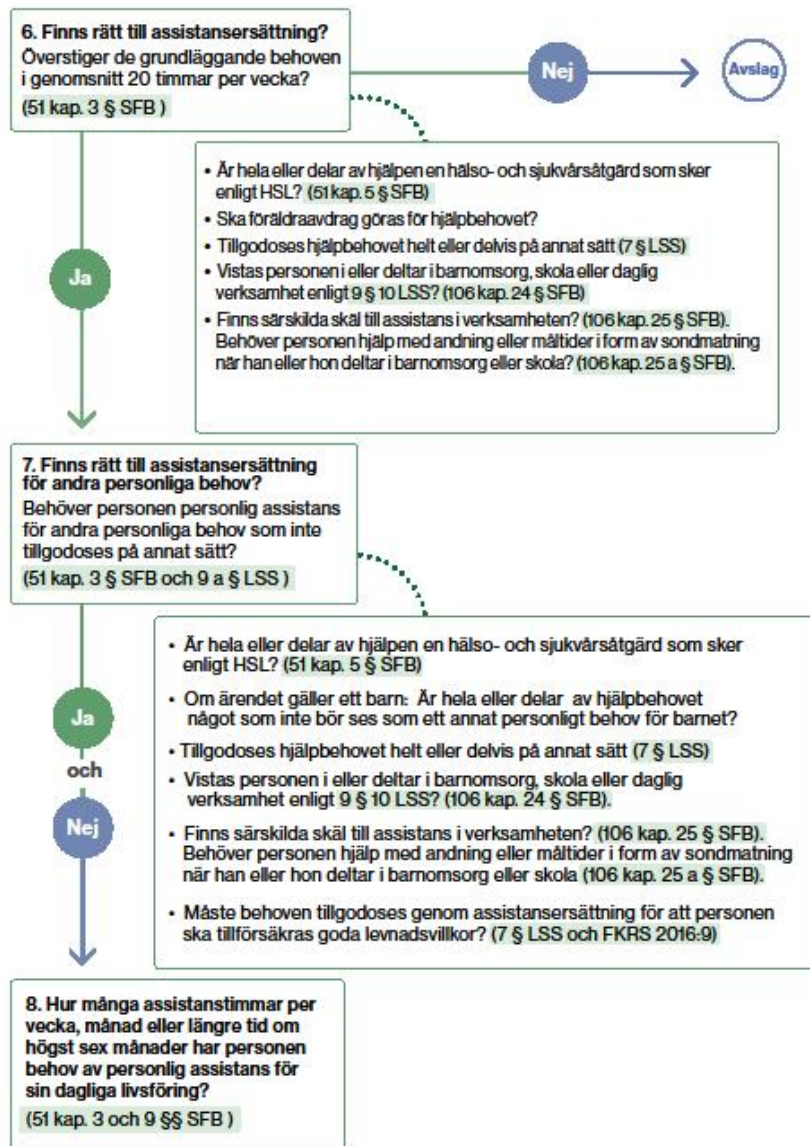 6. Finns rätt till assistansersättning?
Överstiger de grundläggande behoven
i genomsnitt 20 timmar per vecka?
(51 kap. 3 § SFB )
Nej
Avslag
• Är hela eller delar av hjälpen en hälso- och sjukvårsåtgärd som sker
enligt HSL? (51 kap. 5 § SFB)
• Ska föräldraavdrag göras för hjälpbehovet?
• Tillgodoses hjälpbehovet helt eller delvis på annat sätt (7 § LSS)
• Vistas personen i eller deltar i barnomsorg, skola eller daglig
verksamhet enligt 9 § 10 LSS? (106 kap. 24 § SFB)
• Finns särskilda skäl till assistans i verksamheten? (106 kap. 25 § SFB).
Behöver personen hjälp med andning eller måltider i form av sondmatning
när han eller hon deltar i barnomsorg eller skola? (106 kap. 25 a § SFB).
Ja
7. Finns rätt till assistansersättning
för andra personliga behov?
Behöver personen personlig assistans
för andra personliga behov som inte
tillgodoses på annat sätt?
(51 kap. 3 § SFB och 9 a § LSS )
• Är hela eller delar av hjälpen en hälso- och sjukvårsåtgärd som sker
enligt HSL? (51 kap. 5 § SFB)
• Om ärendet gäller ett barn: Är hela eller delar av hjälpbehovet
något som inte bör ses som ett annat personligt behov för barnet?
• Tillgodoses hjälpbehovet helt eller delvis på annat sätt (7 § LSS)
• Vistas personen i eller deltar i barnomsorg, skola eller daglig
verksamhet enligt 9 § 10 LSS? (106 kap. 24 § SFB).
• Finns särskilda skäl till assistans i verksamheten? (106 kap. 25 § SFB).
Behöver personen hjälp med andning eller måltider i form av sondmatning
när han eller hon deltar i barnomsorg eller skola (106 kap. 25 a § SFB).
• Måste behoven tillgodoses genom assistansersättning för att personen
ska tillförsäkras goda levnadsvillkor? (7 § LSS och FKRS 2016:9)
Ja
och
Nej
8. Hur många assistanstimmar per
vecka, månad eller längre tid om
högst sex månader har personen
behov av personlig assistans för
sin dagliga livsföring?
(51 kap. 3 och 9 §§ SFB )